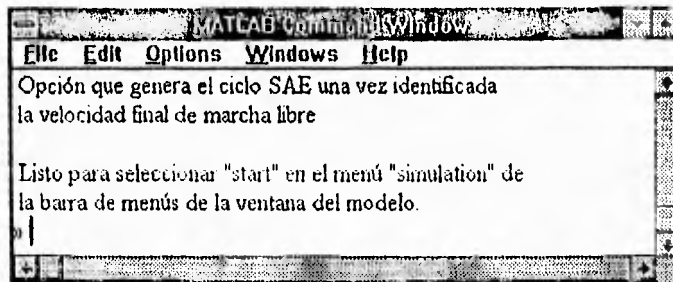 MATLAB Command Window
File Edit Options Windows Help
Opción que genera el ciclo SAE una vez identificada
la velocidad final de marcha libre
Listo para seleccionar "start" en el menú "simulation" de
la barra de menús de la ventana del modelo.
»